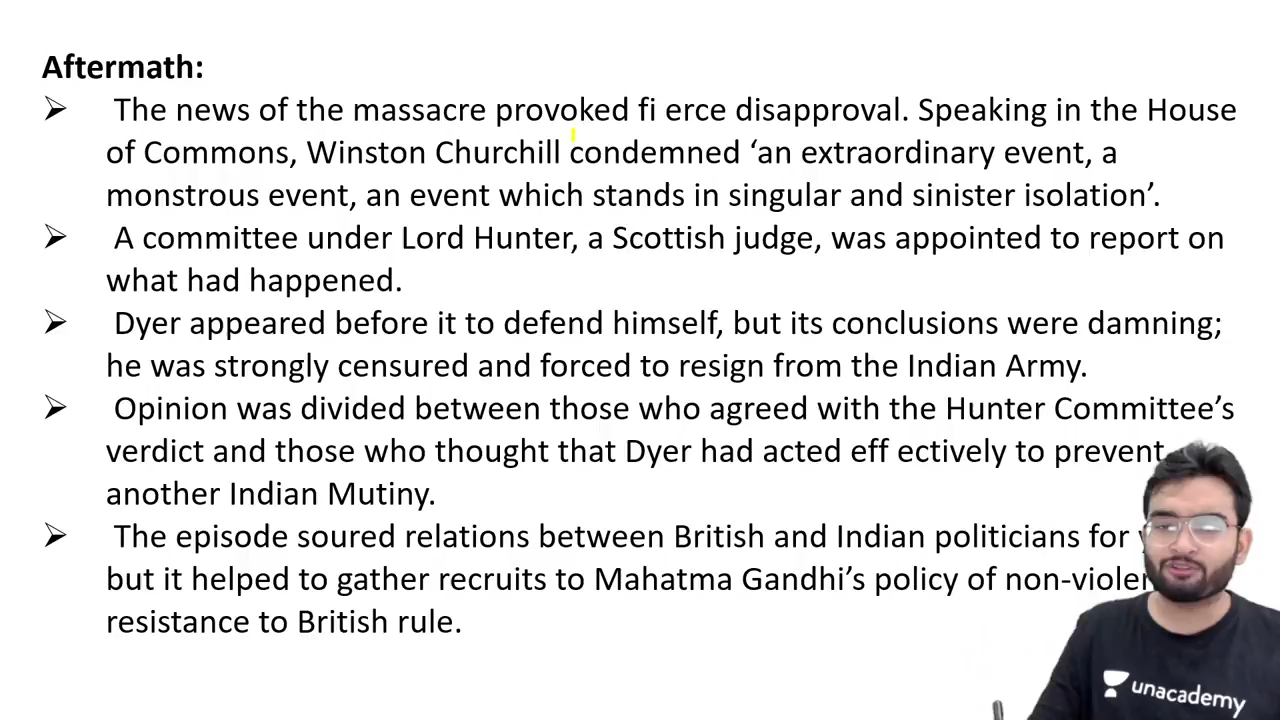 Aftermath:
➢ The news of the massacre provoked fi erce disapproval. Speaking in the House
of Commons, Winston Churchill condemned ‘an extraordinary event, a
monstrous event, an event which stands in singular and sinister isolation’.
➢ A committee under Lord Hunter, a Scottish judge, was appointed to report on
what had happened.
➢ Dyer appeared before it to defend himself, but its conclusions were damning;
he was strongly censured and forced to resign from the Indian Army.
➢ Opinion was divided between those who agreed with the Hunter Committee’s
verdict and those who thought that Dyer had acted eff ectively to prevent
another Indian Mutiny.
➢ The episode soured relations between British and Indian politicians for
but it helped to gather recruits to Mahatma Gandhi’s policy of
resistance to British rule.
unacademy